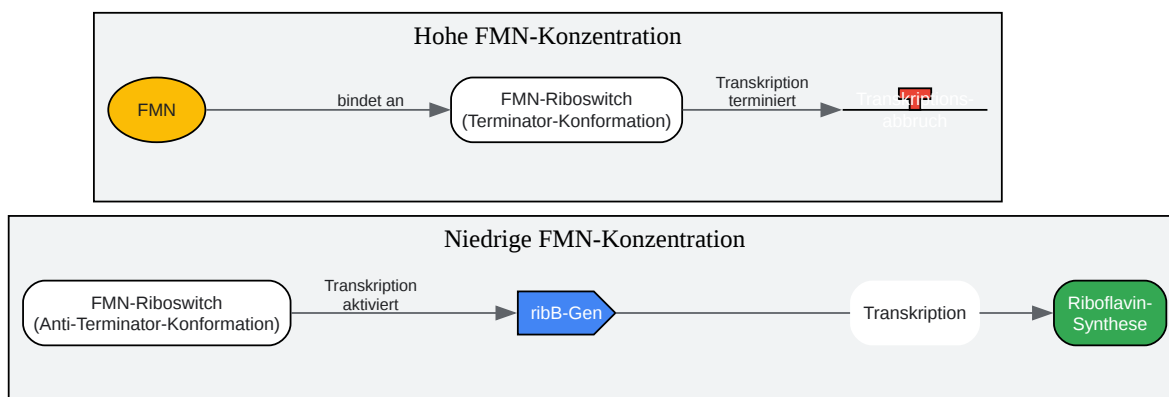 Hohe FMN-Konzentration
FMN
bindet an
FMN-Riboswitch
(Terminator-Konformation)
Transkription
terminiert
Transkriptions-
abbruch
Niedrige FMN-Konzentration
FMN-Riboswitch
(Anti-Terminator-Konformation)
Transkription
aktiviert
ribB-Gen
Transkription
Riboflavin-
Synthese